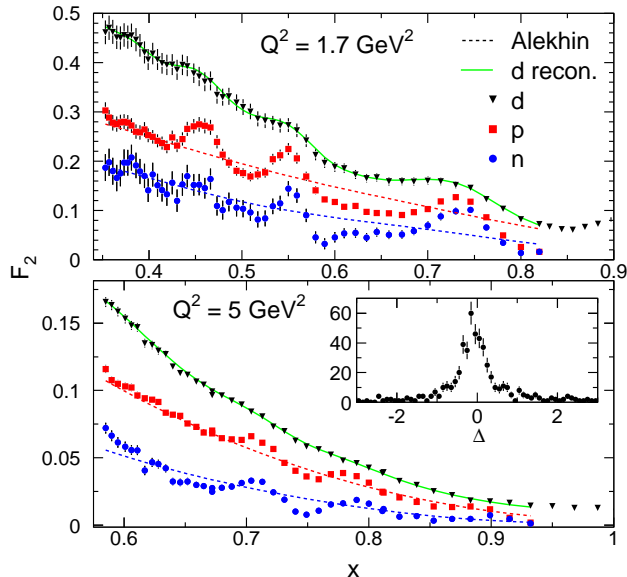 0.5
0.4
0.3
0.2
0.1
0
Q² = 1.7 GeV²
Alekhin
d recon.
d
p
n
0.4 0.5 0.6 0.7 0.8 0.9
F₂
0.15
0.1
0.05
0
Q² = 5 GeV²
60
40
20
0
-2 0 2
Δ
0.6 0.7 0.8 0.9 1
x